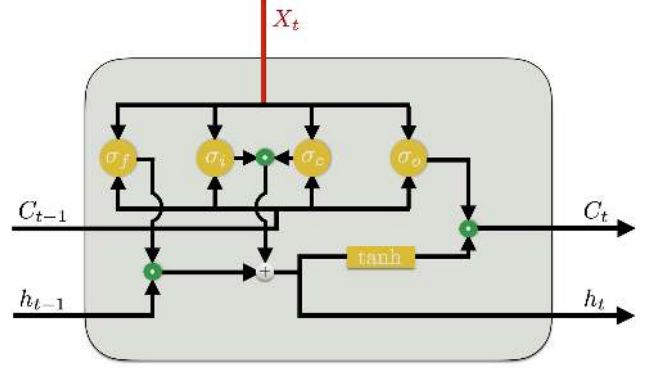 X_t
σ_f σ_i σ_c σ_o
C_{t−1} C_t
tanh
+
h_{t−1} h_t